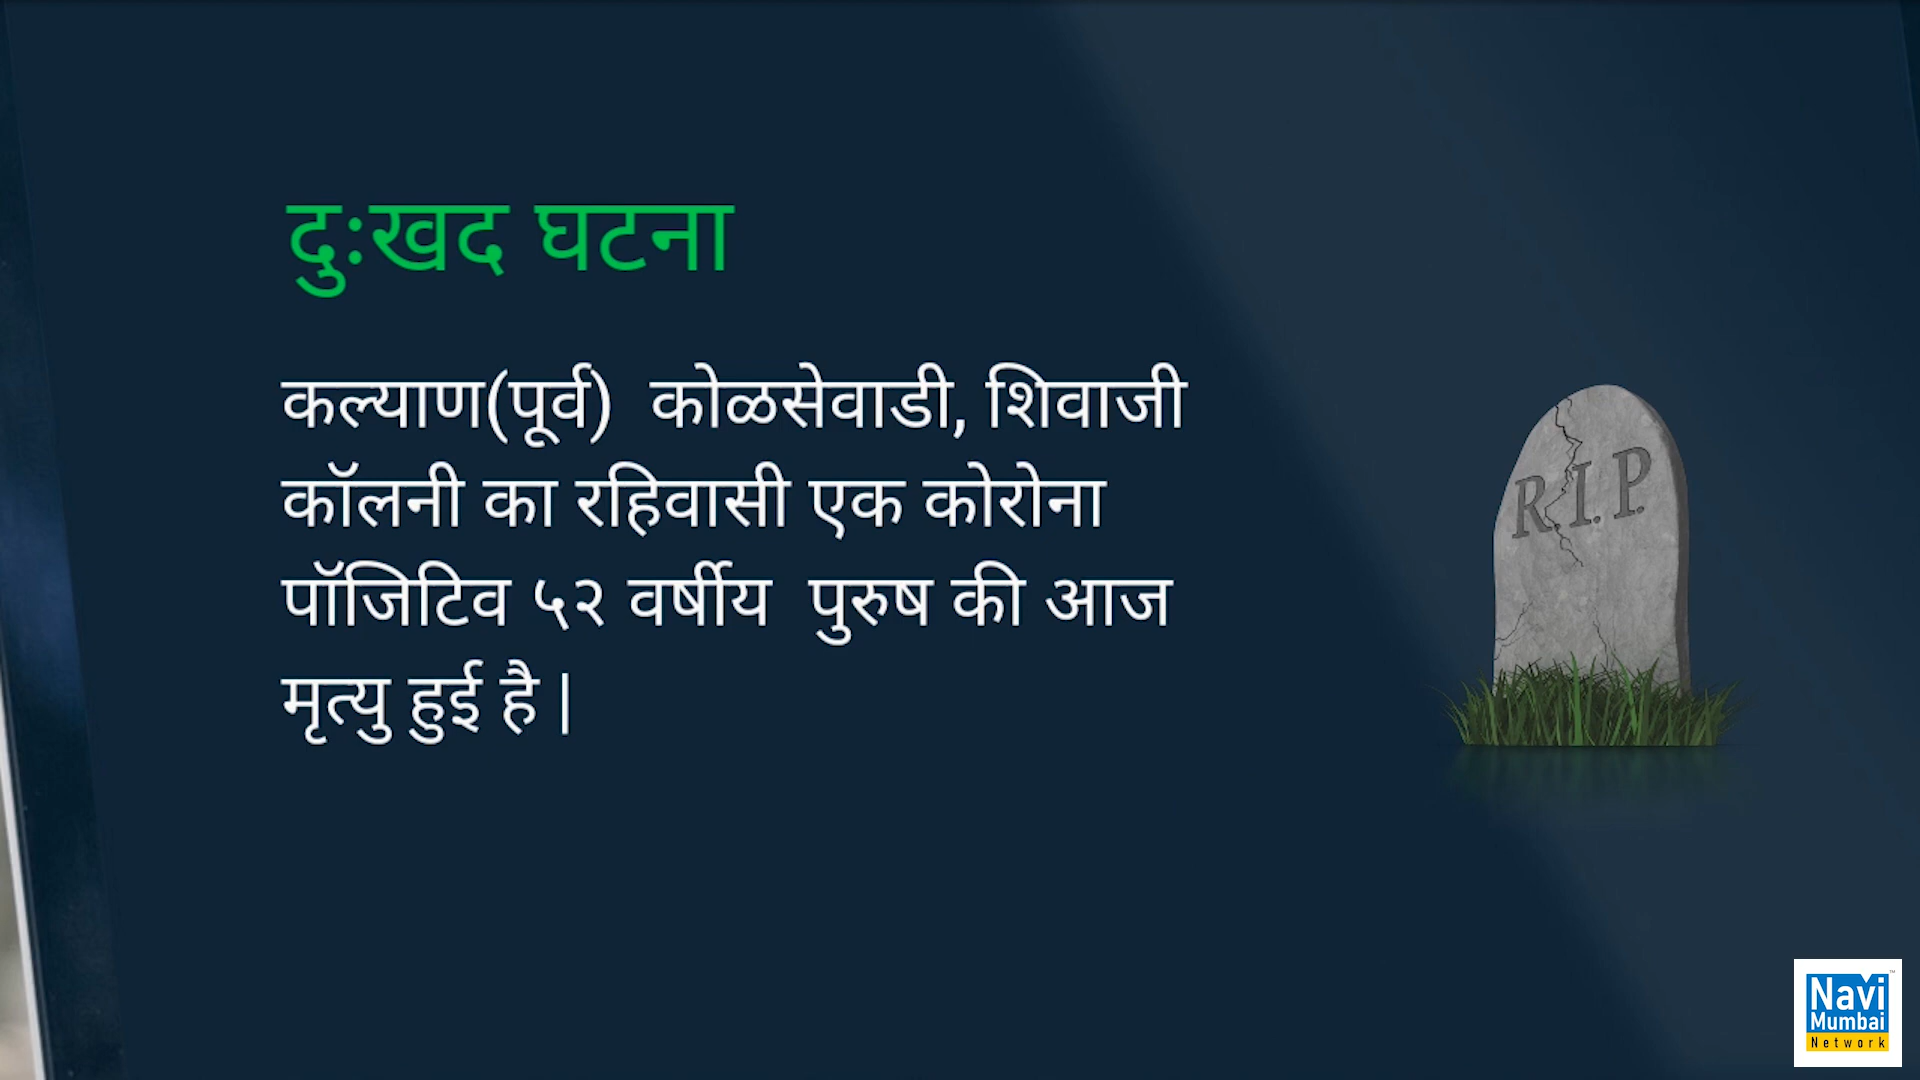 दुःखद घटना
कल्याण(पूर्व) कोळसेवाडी, शिवाजी
कॉलनी का रहिवासी एक कोरोना
पॉजिटिव ५२ वर्षीय पुरुष की आज
मृत्यु हुई है |
R.I.P.
Navi
Mumbai
Network